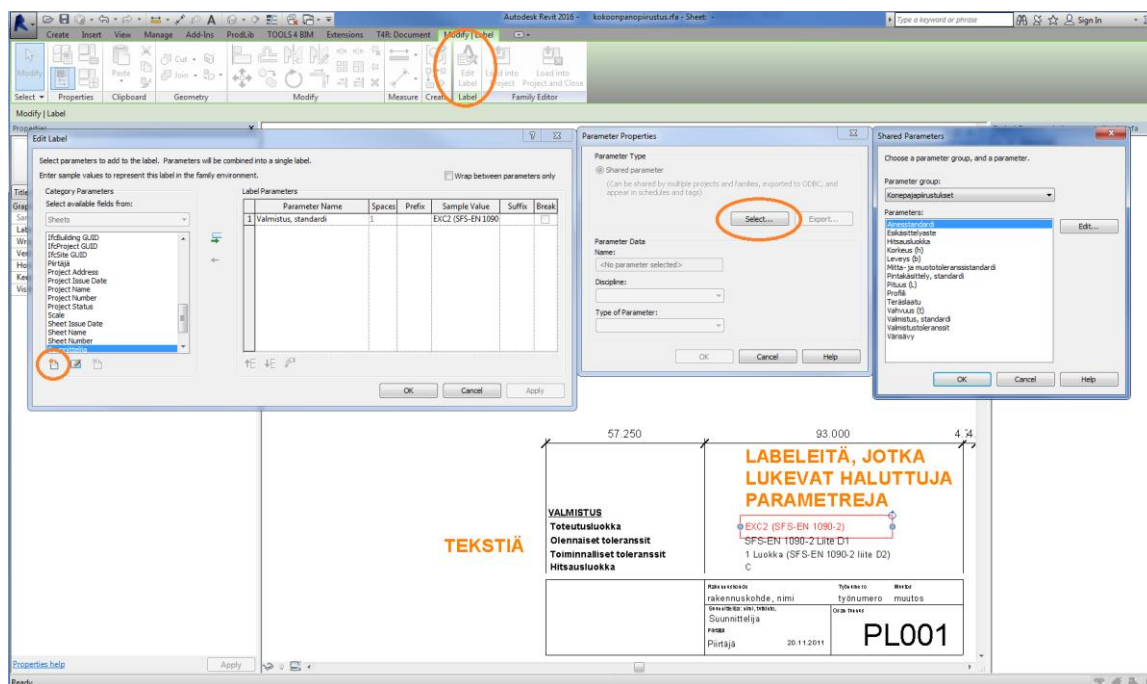 Autodesk Revit 2016 - kokoonpanopiirustus.rfa - Sheet: -
Type a keyword or phrase
Sign In
Create Insert View Manage Add-Ins ProdLib TOOLS4BIM Extensions T4R: Document Modify | Label
Modify
Paste
Cut
Join
Edit Label
Load into Project
Load into Project and Close
Select Properties Clipboard Geometry Modify Measure Create Label Family Editor
Modify | Label
Properties
Edit Label
Select parameters to add to the label. Parameters will be combined into a single label.
Enter sample values to represent this label in the family environment.
Wrap between parameters only
Category Parameters
Select available fields from:
Sheets
IfcBuilding GUID
IfcProject GUID
IfcSite GUID
Piirtäjä
Project Address
Project Issue Date
Project Name
Project Number
Project Status
Scale
Sheet Issue Date
Sheet Name
Sheet Number
Suunnittelija
Label Parameters
Parameter Name Spaces Prefix Sample Value Suffix Break
1 Valmistus, standardi 1 EXC2 (SFS-EN 1090
OK Cancel Apply
Parameter Properties
Parameter Type
Shared parameter
(Can be shared by multiple projects and families, exported to ODBC, and
appear in schedules and tags)
Select... Export...
Parameter Data
Name:
<No parameter selected>
Discipline:
Type of Parameter:
OK Cancel Help
Shared Parameters
Choose a parameter group, and a parameter.
Parameter group:
Konepajapiirustukset
Parameters:
Edit...
Ainesstandardi
Esikäsittelyaste
Hitsausluokka
Korkeus (h)
Leveys (b)
Mitta- ja muototoleranssistandardi
Pintakäsittely, standardi
Pituus (L)
Profiili
Teräslaatu
Vahvuus (t)
Valmistus, standardi
Valmistustoleranssit
Värisävy
OK Cancel Help
57.250 93.000
LABELEITÄ, JOTKA
LUKEVAT HALUTTUJA
PARAMETREJA
TEKSTIÄ
VALMISTUS
Toteutusluokka EXC2 (SFS-EN 1090-2)
Olennaiset toleranssit SFS-EN 1090-2 Liite D1
Toiminnalliset toleranssit 1 Luokka (SFS-EN 1090-2 liite D2)
Hitsausluokka C
Rakennuskohde Työnumero Muutos
rakennuskohde, nimi työnumero muutos
Suunnittelija
Piirtäjä 20.11.2011
PL001
Properties help Apply
Ready